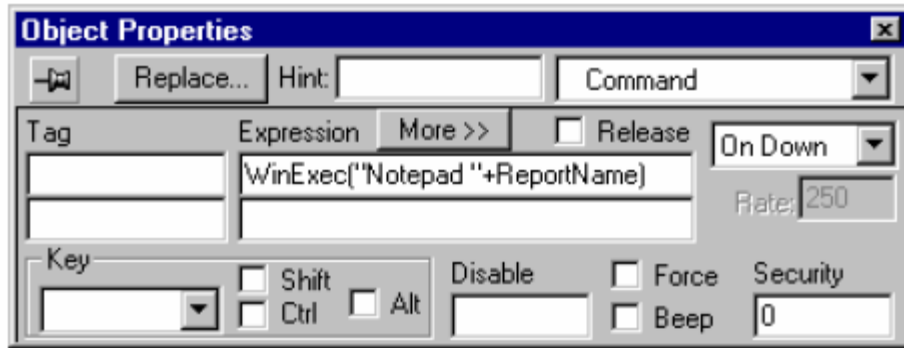 Object Properties
Replace... Hint: Command
Tag Expression More >> Release On Down
WinExec("Notepad "+ReportName)
Rate: 250
Key Shift Disable Force Security
Ctrl Alt Beep 0